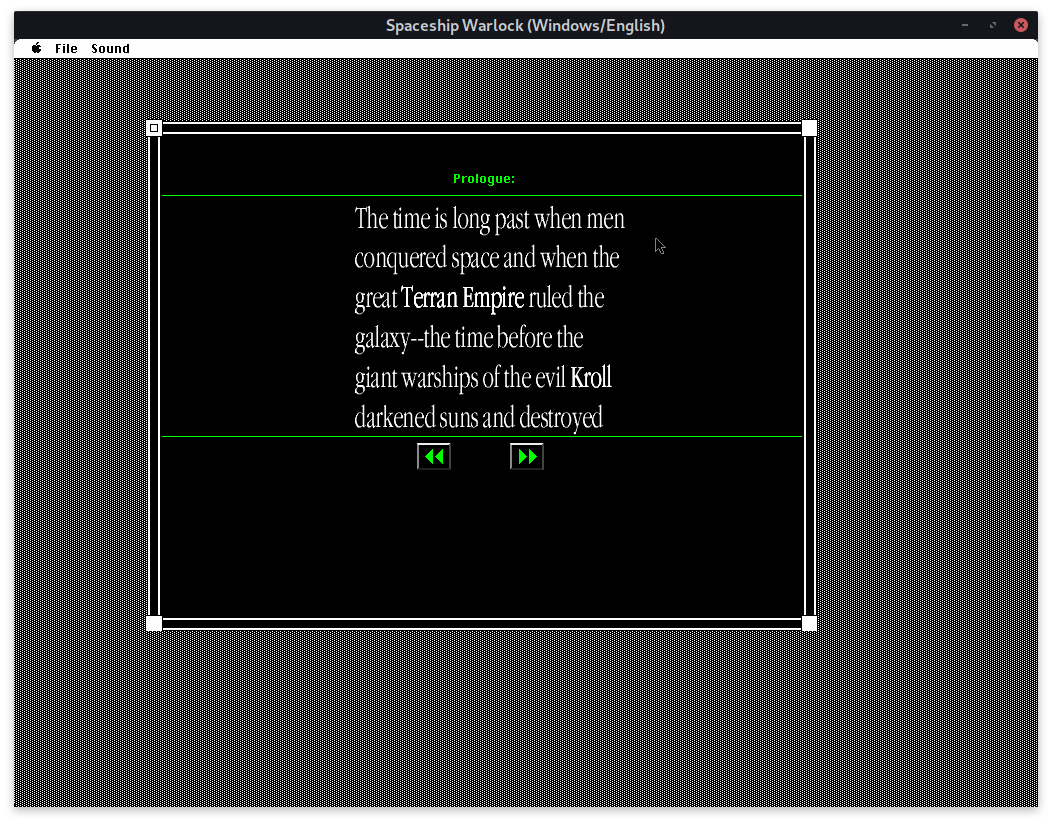 Spaceship Warlock (Windows/English)
File Sound
Prologue:
The time is long past when men
conquered space and when the
great Terran Empire ruled the
galaxy--the time before the
giant warships of the evil Kroll
darkened suns and destroyed